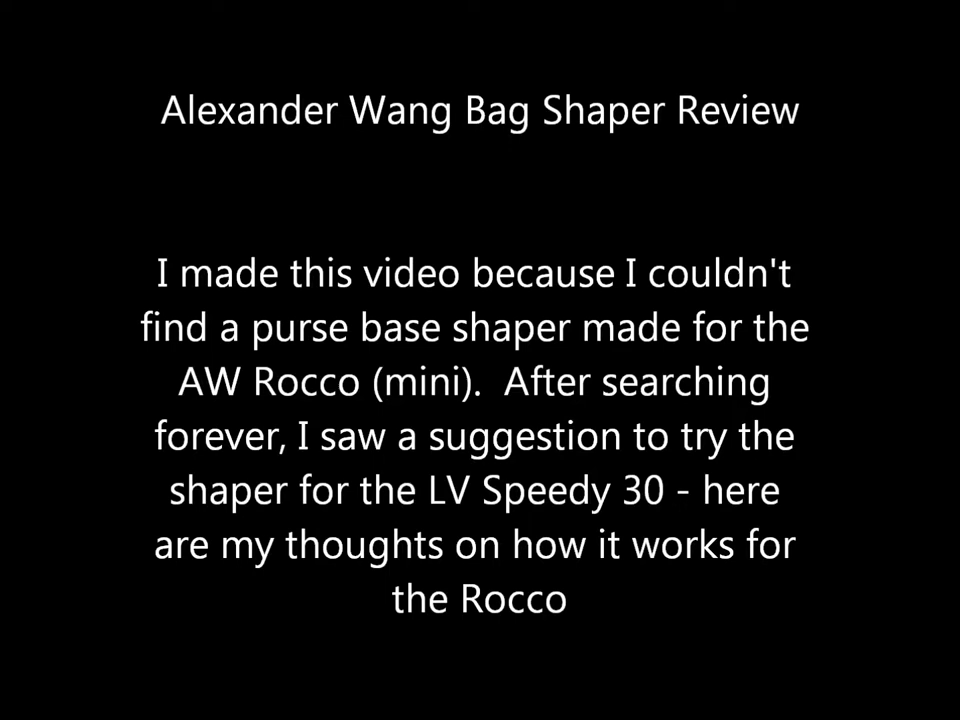 Alexander Wang Bag Shaper Review
I made this video because I couldn't
find a purse base shaper made for the
AW Rocco (mini).  After searching
forever, I saw a suggestion to try the
shaper for the LV Speedy 30 - here
are my thoughts on how it works for
the Rocco